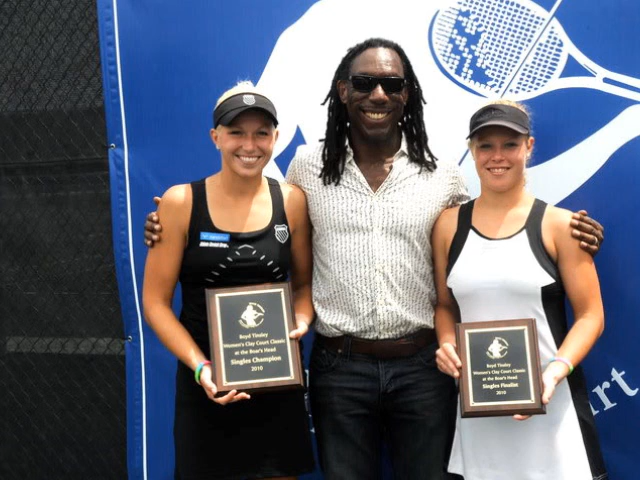 Boyd Tinsley
Women's Clay Court Classic
at the Boar's Head
Singles Champion
2010
Boyd Tinsley
Women's Clay Court Classic
at the Boar's Head
Singles Finalist
2010